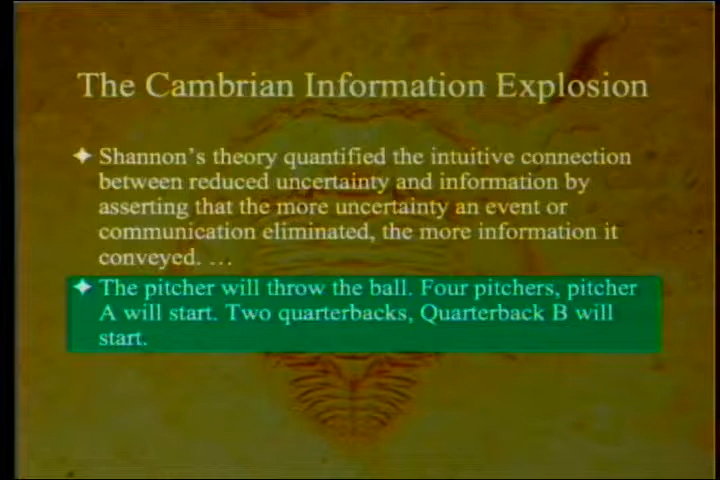 The Cambrian Information Explosion
✦ Shannon's theory quantified the intuitive connection
between reduced uncertainty and information by
asserting that the more uncertainty an event or
communication eliminated, the more information it
conveyed. …
✦ The pitcher will throw the ball. Four pitchers, pitcher
A will start. Two quarterbacks, Quarterback B will
start.